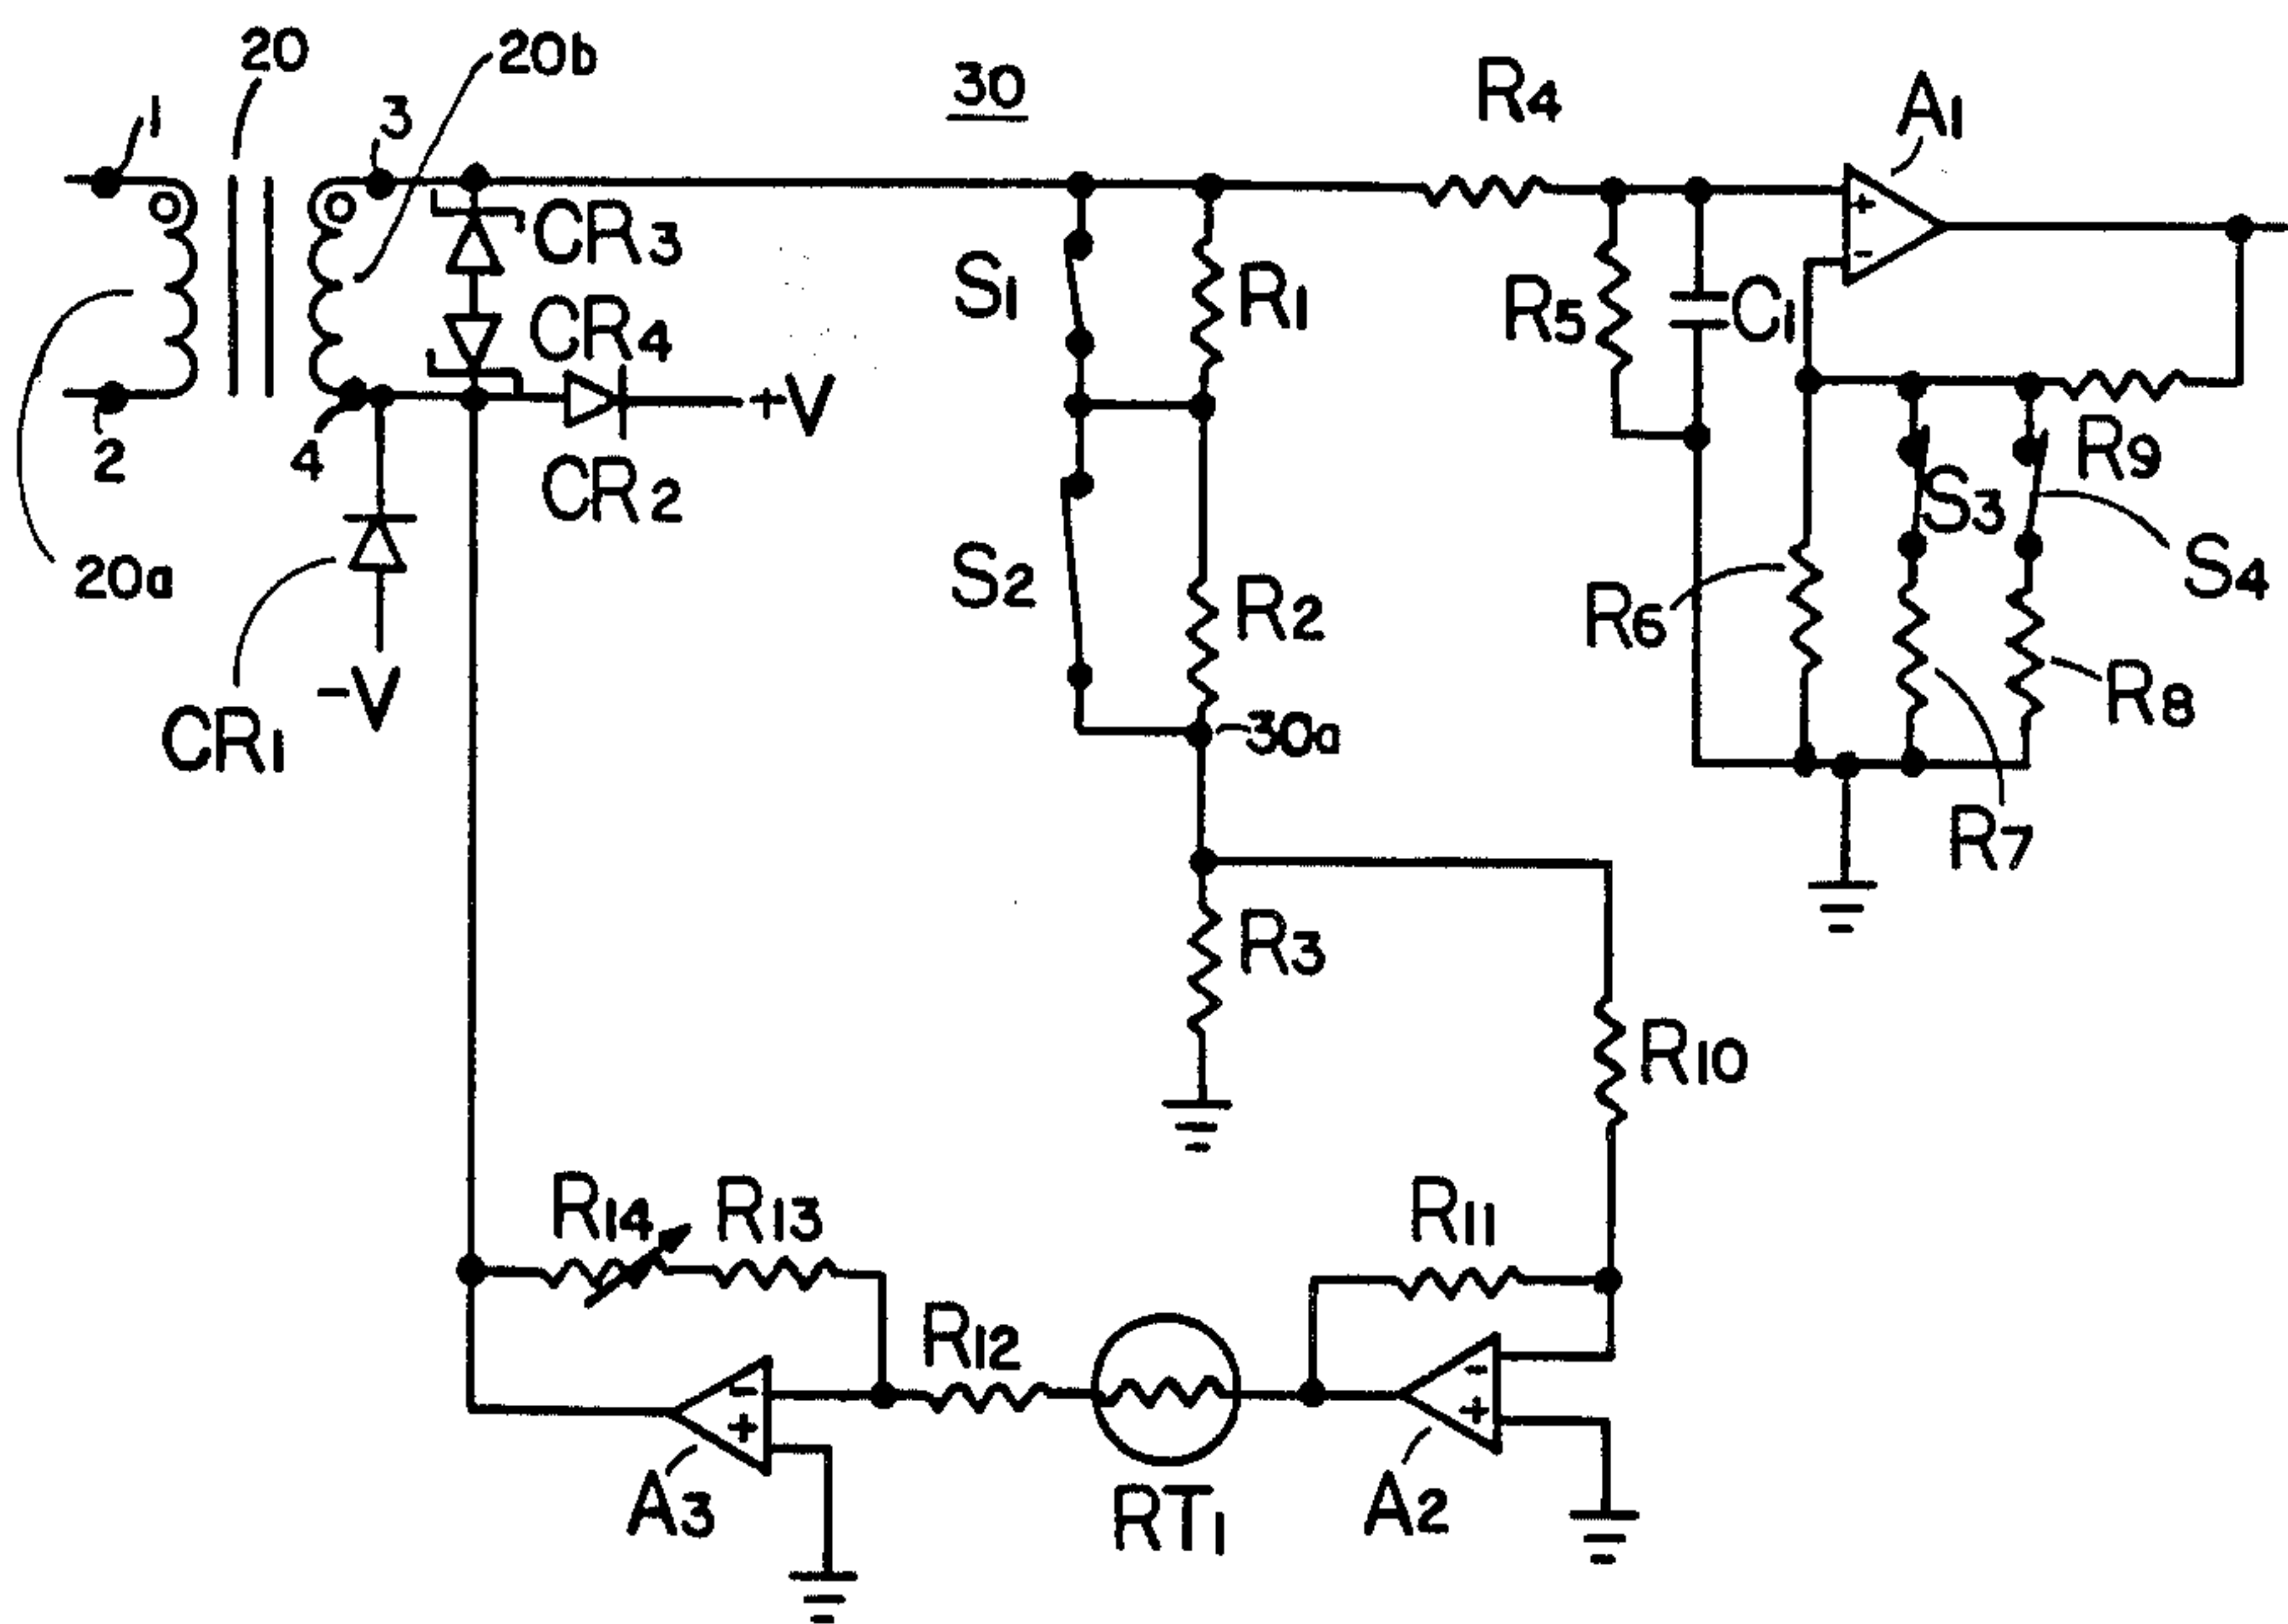 20
20b
30
R4
A1
1
3
+
-
CR3
S1
R1
R5
C1
CR4
+V
2
4
CR2
R9
S3
S4
20a
S2
R2
R6
-V
CR1
30a
R8
R7
R3
R10
R14
R13
R11
R12
-
+
-
+
A3
RT1
A2